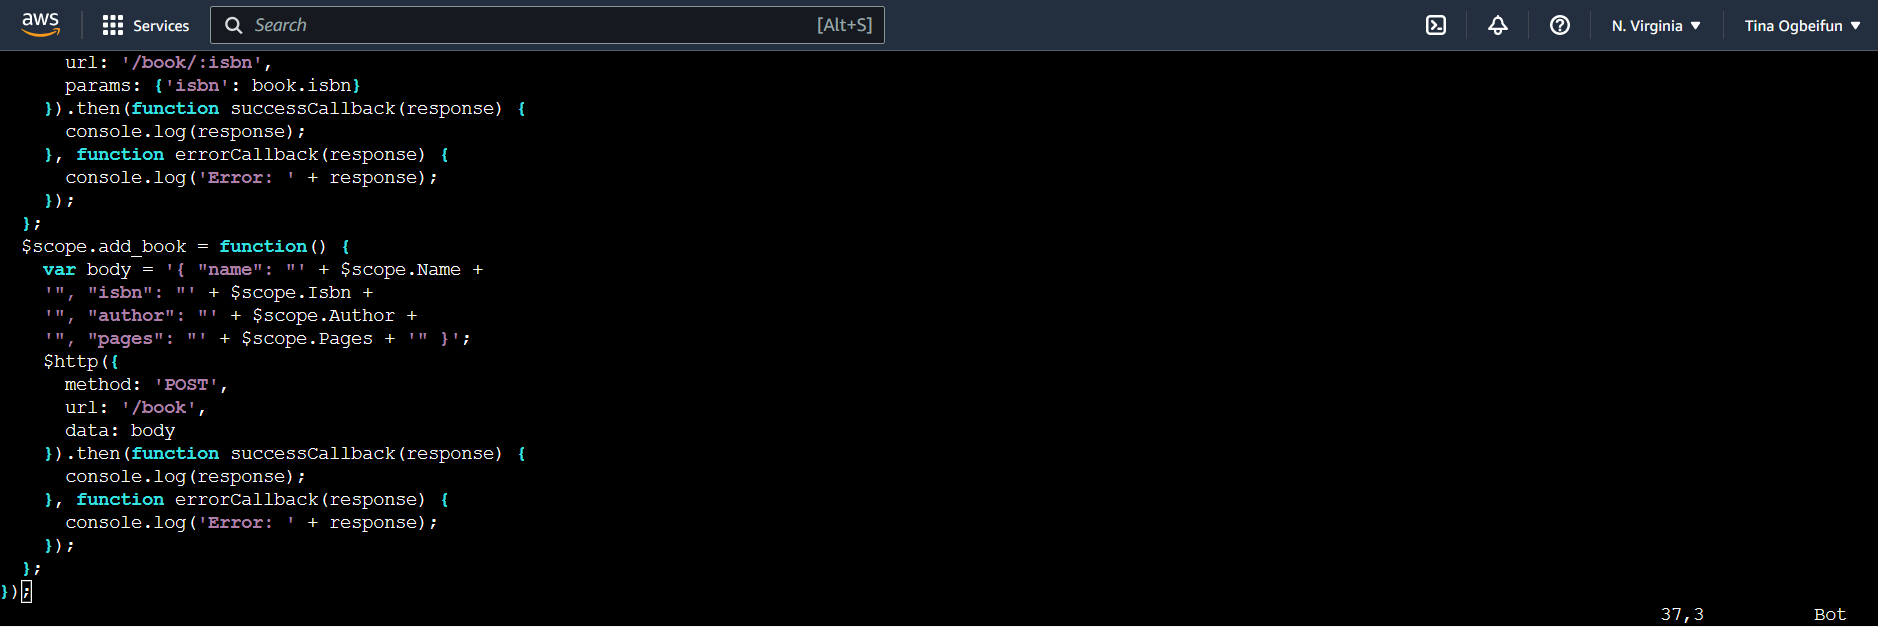 aws Services Search [Alt+S] N. Virginia ▼ Tina Ogbeifun ▼
      url: '/book/:isbn',
      params: {'isbn': book.isbn}
    }).then(function successCallback(response) {
      console.log(response);
    }, function errorCallback(response) {
      console.log('Error: ' + response);
    });
  };
  $scope.add_book = function() {
    var body = '{ "name": "' + $scope.Name +
    '", "isbn": "' + $scope.Isbn +
    '", "author": "' + $scope.Author +
    '", "pages": "' + $scope.Pages + '" }';
    $http({
      method: 'POST',
      url: '/book',
      data: body
    }).then(function successCallback(response) {
      console.log(response);
    }, function errorCallback(response) {
      console.log('Error: ' + response);
    });
  };
});
37,3 Bot